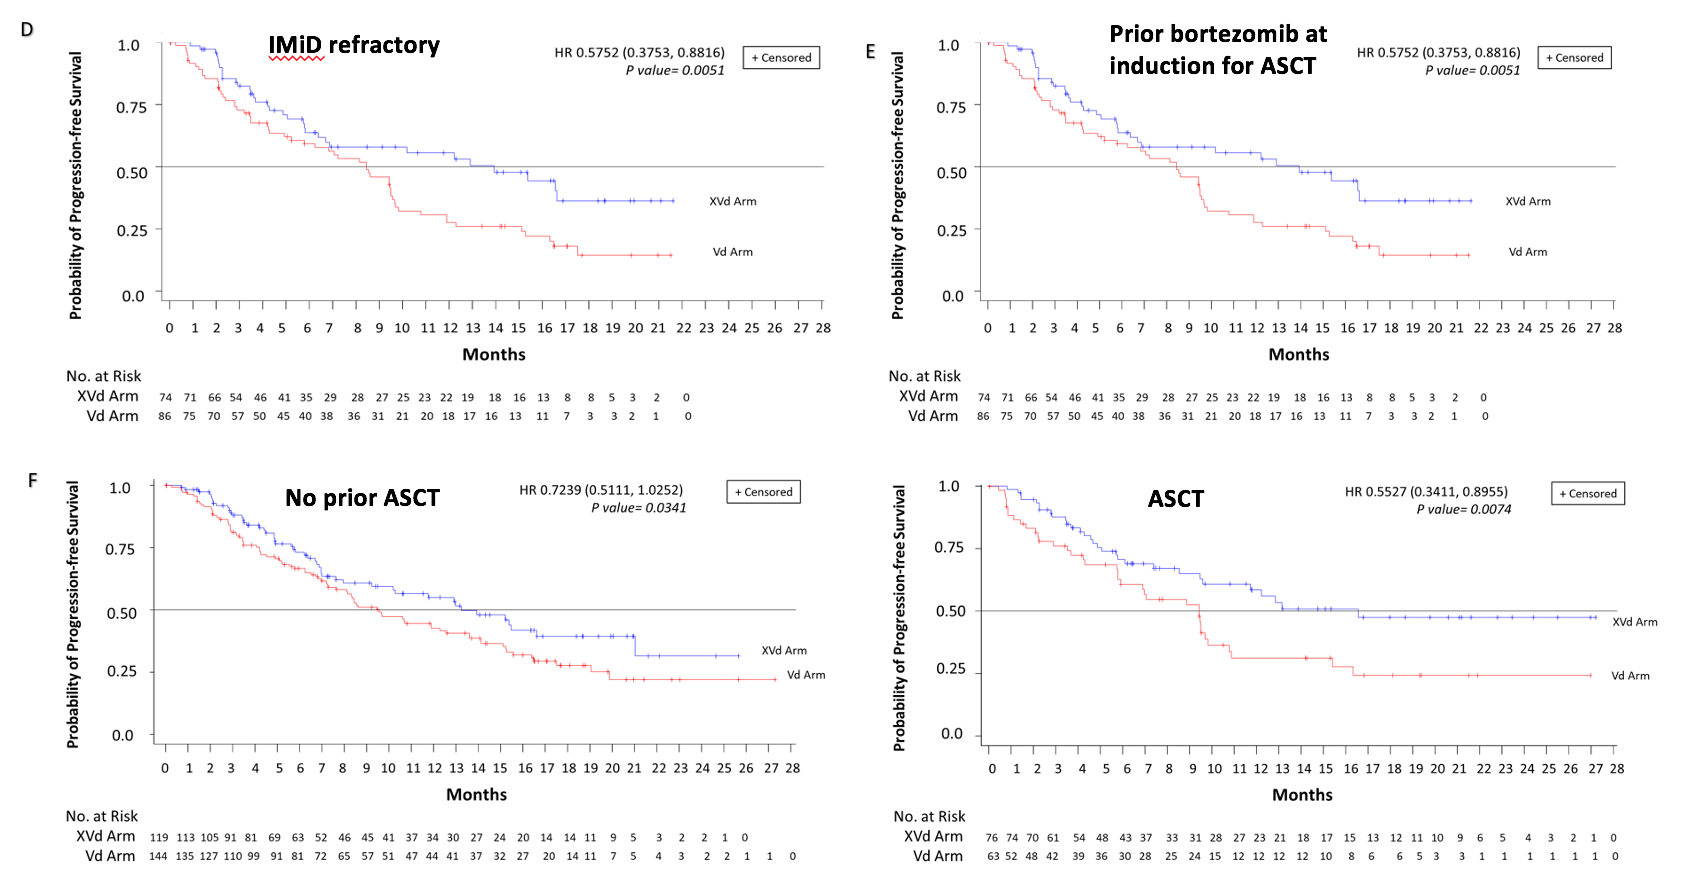 D
IMiD refractory
HR 0.5752 (0.3753, 0.8816)
P value= 0.0051
+ Censored
Probability of Progression-free Survival
1.0
0.75
0.50
0.25
0.0
XVd Arm
Vd Arm
0 1 2 3 4 5 6 7 8 9 10 11 12 13 14 15 16 17 18 19 20 21 22 23 24 25 26 27 28
Months
No. at Risk
XVd Arm 74 71 66 54 46 41 35 29 28 27 25 23 22 19 18 16 13 8 8 5 3 2 0
Vd Arm 86 75 70 57 50 45 40 38 36 31 21 20 18 17 16 13 11 7 3 3 2 1 0
E
Prior bortezomib at
induction for ASCT
HR 0.5752 (0.3753, 0.8816)
P value= 0.0051
+ Censored
Probability of Progression-free Survival
1.0
0.75
0.50
0.25
0.0
XVd Arm
Vd Arm
0 1 2 3 4 5 6 7 8 9 10 11 12 13 14 15 16 17 18 19 20 21 22 23 24 25 26 27 28
Months
No. at Risk
XVd Arm 74 71 66 54 46 41 35 29 28 27 25 23 22 19 18 16 13 8 8 5 3 2 0
Vd Arm 86 75 70 57 50 45 40 38 36 31 21 20 18 17 16 13 11 7 3 3 2 1 0
F
No prior ASCT
HR 0.7239 (0.5111, 1.0252)
P value= 0.0341
+ Censored
Probability of Progression-free Survival
1.0
0.75
0.50
0.25
0.0
XVd Arm
Vd Arm
0 1 2 3 4 5 6 7 8 9 10 11 12 13 14 15 16 17 18 19 20 21 22 23 24 25 26 27 28
Months
No. at Risk
XVd Arm 119 113 105 91 81 69 63 52 46 45 41 37 34 30 27 24 20 14 14 11 9 5 3 2 2 1 0
Vd Arm 144 135 127 110 99 91 81 72 65 57 51 47 44 41 37 32 27 20 14 11 7 5 4 3 2 2 1 1 0
ASCT
HR 0.5527 (0.3411, 0.8955)
P value= 0.0074
+ Censored
Probability of Progression-free Survival
1.0
0.75
0.50
0.25
0.0
XVd Arm
Vd Arm
0 1 2 3 4 5 6 7 8 9 10 11 12 13 14 15 16 17 18 19 20 21 22 23 24 25 26 27 28
Months
No. at Risk
XVd Arm 76 74 70 61 54 48 43 37 33 31 28 27 23 21 18 17 15 13 12 11 10 9 6 5 4 3 2 1 0
Vd Arm 63 52 48 42 39 36 30 28 25 24 15 12 12 12 12 10 8 6 6 5 3 3 1 1 1 1 1 1 0